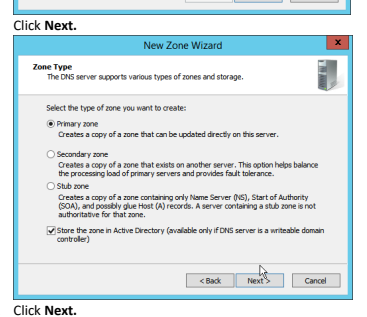 Click Next.
New Zone Wizard
x
Zone Type
The DNS server supports various types of zones and storage.
Select the type of zone you want to create:
Primary zone
Creates a copy of a zone that can be updated directly on this server.
Secondary zone
Creates a copy of a zone that exists on another server. This option helps balance
the processing load of primary servers and provides fault tolerance.
Stub zone
Creates a copy of a zone containing only Name Server (NS), Start of Authority
(SOA), and possibly glue Host (A) records. A server containing a stub zone is not
authoritative for that zone.
Store the zone in Active Directory (available only if DNS server is a writeable domain
controller)
< Back Next > Cancel
Click Next.